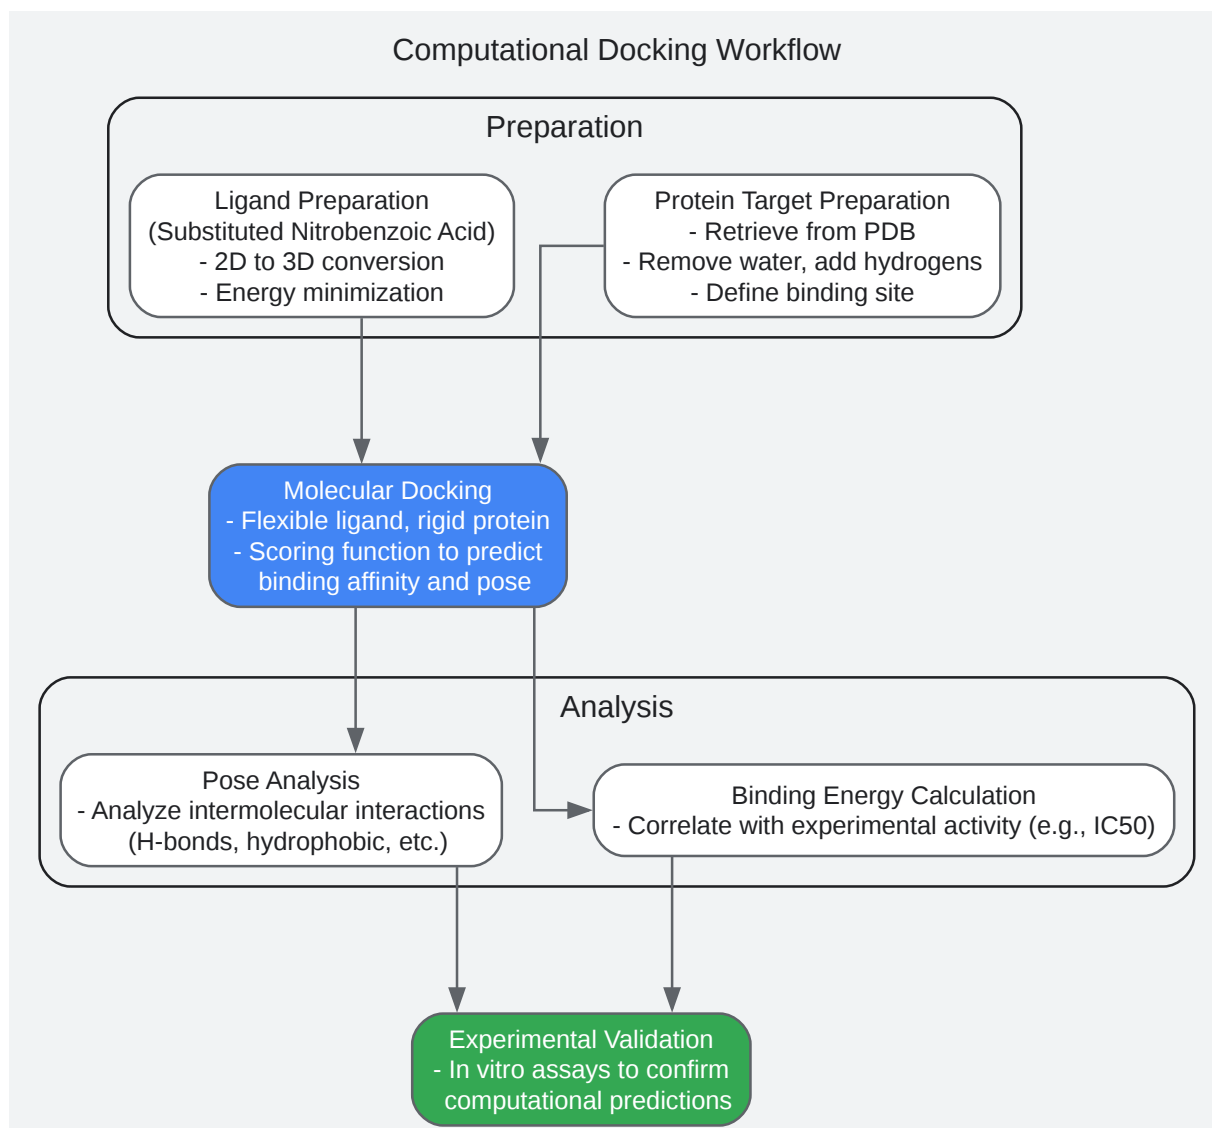 Computational Docking Workflow
Preparation
Ligand Preparation
(Substituted Nitrobenzoic Acid)
- 2D to 3D conversion
- Energy minimization
Protein Target Preparation
- Retrieve from PDB
- Remove water, add hydrogens
- Define binding site
Molecular Docking
- Flexible ligand, rigid protein
- Scoring function to predict
binding affinity and pose
Analysis
Pose Analysis
- Analyze intermolecular interactions
(H-bonds, hydrophobic, etc.)
Binding Energy Calculation
- Correlate with experimental activity (e.g., IC50)
Experimental Validation
- In vitro assays to confirm
computational predictions